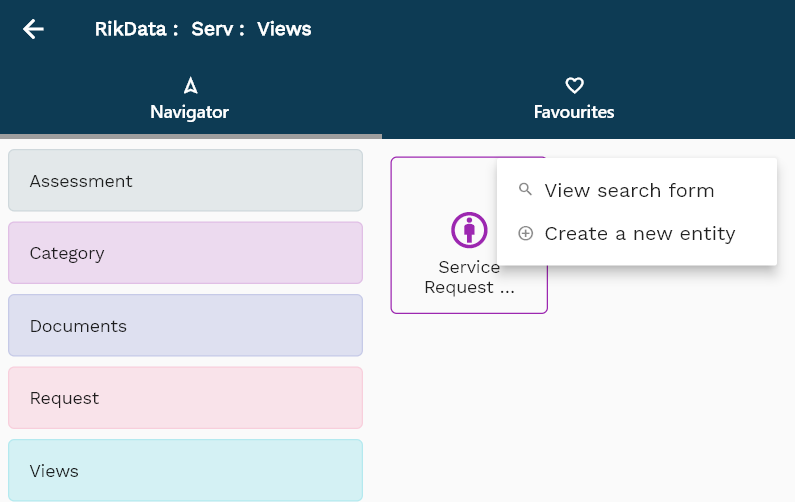 RikData : Serv : Views
Navigator
Favourites
Assessment
Category
Documents
Request
Views
Service
Request ...
View search form
Create a new entity